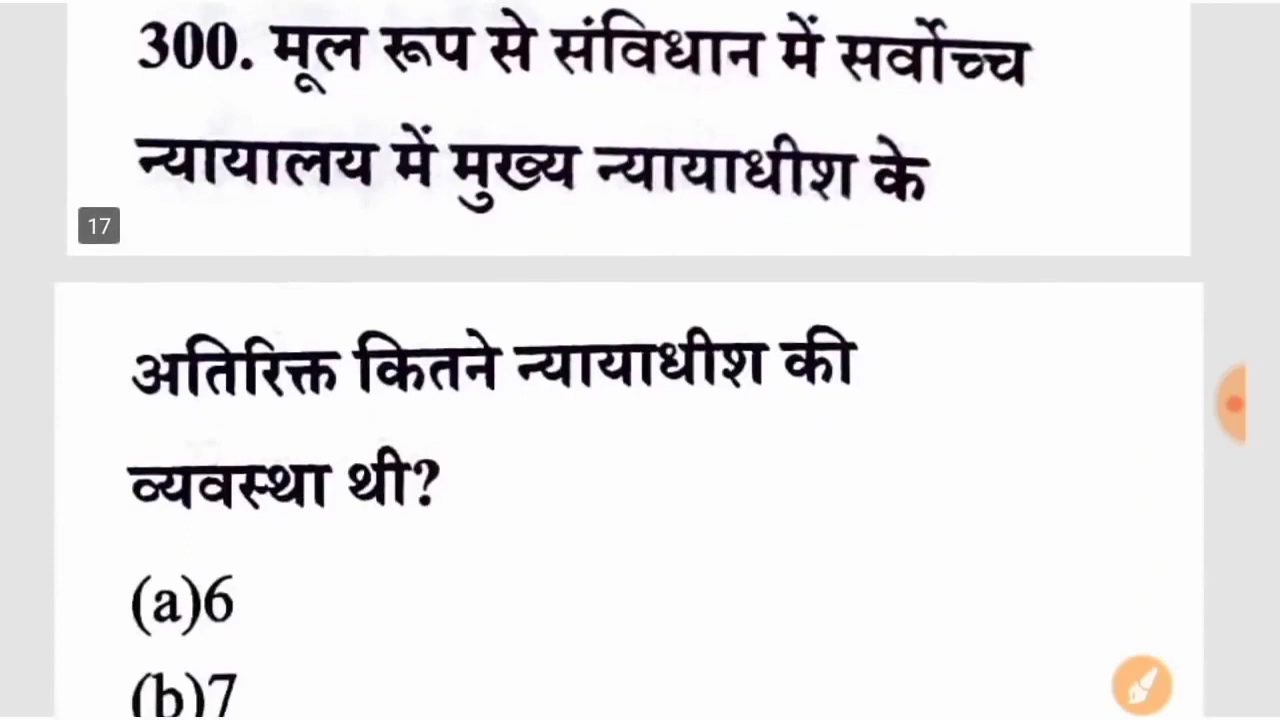 300. मूल रूप से संविधान में सर्वोच्च
न्यायालय में मुख्य न्यायाधीश के
17
अतिरिक्त कितने न्यायाधीश की
व्यवस्था थी?
(a)6
(b)7